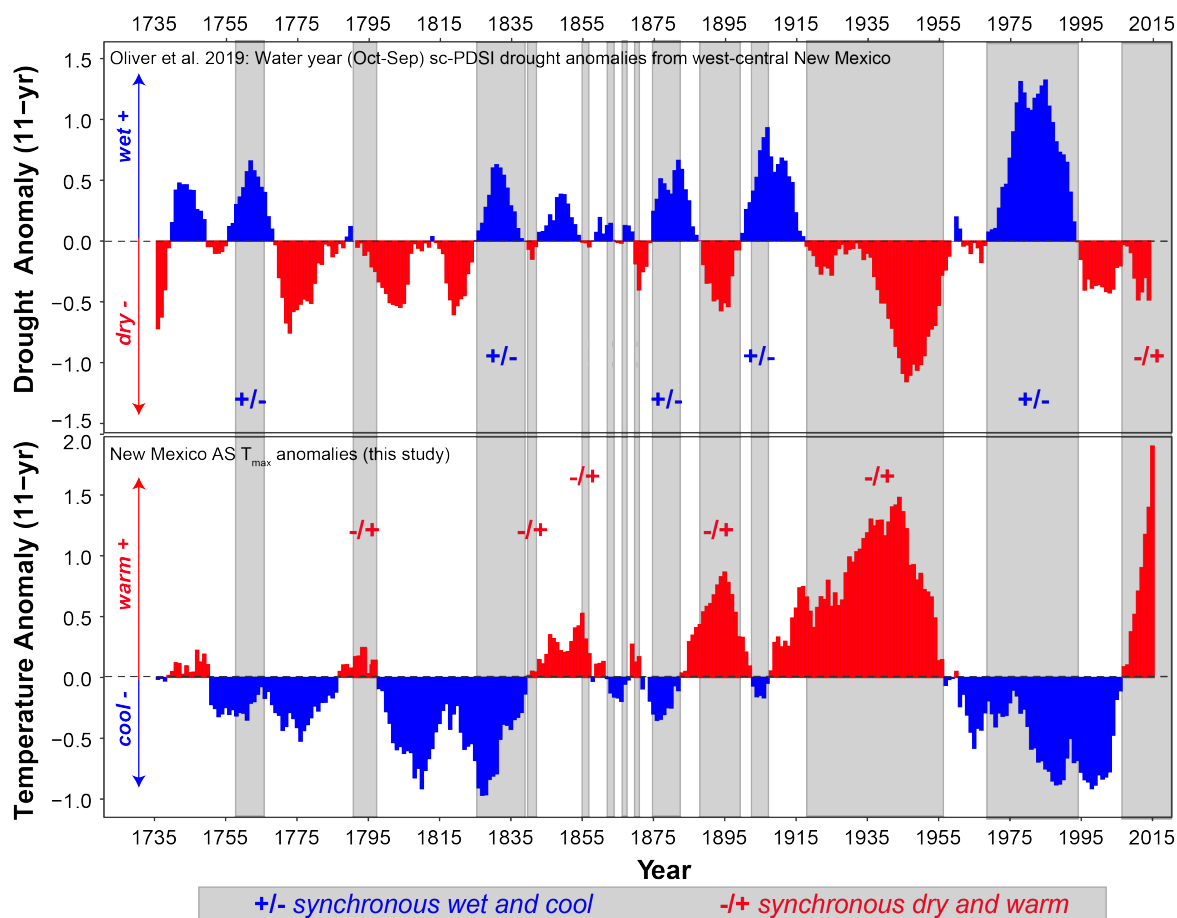 1735 1755 1775 1795 1815 1835 1855 1875 1895 1915 1935 1955 1975 1995 2015
Oliver et al. 2019: Water year (Oct-Sep) sc-PDSI drought anomalies from west-central New Mexico
Drought Anomaly (11−yr)
1.5
1.0
0.5
0.0
−0.5
−1.0
−1.5
wet +
dry -
+/- +/- -/+
+/- +/- +/-
New Mexico AS Tmax anomalies (this study)
Temperature Anomaly (11−yr)
2.0
1.5
1.0
0.5
0.0
−0.5
−1.0
warm +
cool -
-/+ -/+
-/+ -/+ -/+
1735 1755 1775 1795 1815 1835 1855 1875 1895 1915 1935 1955 1975 1995 2015
Year
+/- synchronous wet and cool -/+ synchronous dry and warm